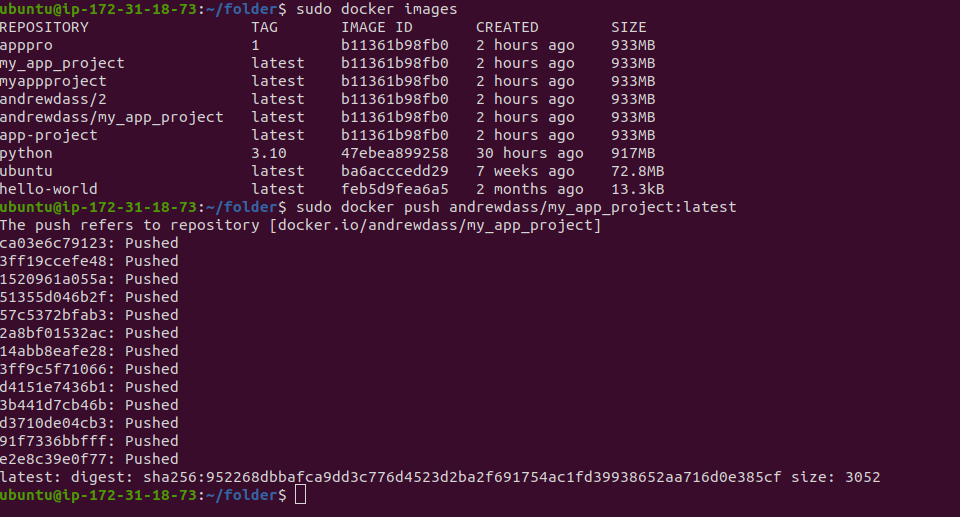 ubuntu@ip-172-31-18-73:~/folder$ sudo docker images
REPOSITORY TAG IMAGE ID CREATED SIZE
apppro 1 b11361b98fb0 2 hours ago 933MB
my_app_project latest b11361b98fb0 2 hours ago 933MB
myappproject latest b11361b98fb0 2 hours ago 933MB
andrewdass/2 latest b11361b98fb0 2 hours ago 933MB
andrewdass/my_app_project latest b11361b98fb0 2 hours ago 933MB
app-project latest b11361b98fb0 2 hours ago 933MB
python 3.10 47ebea899258 30 hours ago 917MB
ubuntu latest ba6acccedd29 7 weeks ago 72.8MB
hello-world latest feb5d9fea6a5 2 months ago 13.3kB
ubuntu@ip-172-31-18-73:~/folder$ sudo docker push andrewdass/my_app_project:latest
The push refers to repository [docker.io/andrewdass/my_app_project]
ca03e6c79123: Pushed
3ff19ccefe48: Pushed
1520961a055a: Pushed
51355d046b2f: Pushed
57c5372bfab3: Pushed
2a8bf01532ac: Pushed
14abb8eafe28: Pushed
3ff9c5f71066: Pushed
d4151e7436b1: Pushed
3b441d7cb46b: Pushed
d3710de04cb3: Pushed
91f7336bbfff: Pushed
e2e8c39e0f77: Pushed
latest: digest: sha256:952268dbbafca9dd3c776d4523d2ba2f691754ac1fd39938652aa716d0e385cf size: 3052
ubuntu@ip-172-31-18-73:~/folder$